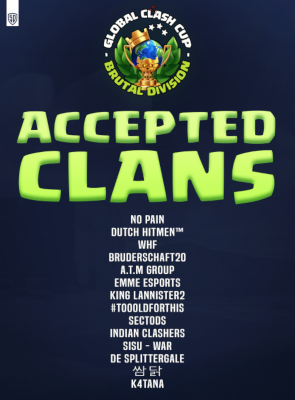 GLOBAL CLASH CUP
BRUTAL DIVISION
ACCEPTED
CLANS
NO PAIN
DUTCH HITMEN™
WHF
BRUDERSCHAFT20
A.T.M GROUP
EMME ESPORTS
KING LANNISTER2
#TOOOLDFORTHIS
SECTODS
INDIAN CLASHERS
SISU - WAR
DE SPLITTERGALE
쌈닭
K4TANA